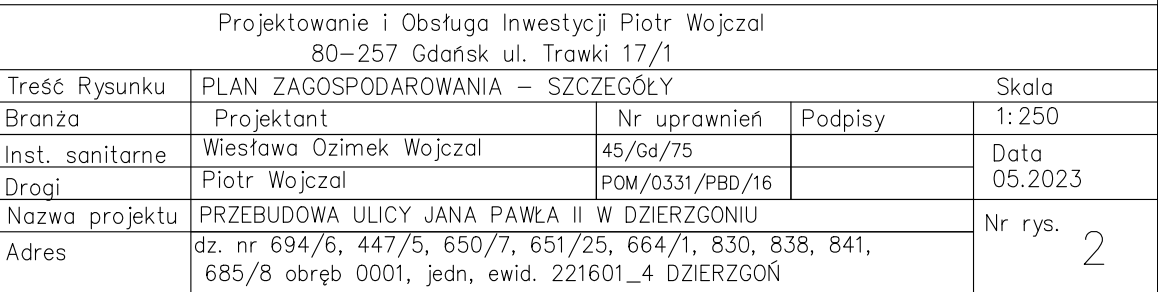 Projektowanie i Obsługa Inwestycji Piotr Wojczal
80-257 Gdańsk ul. Trawki 17/1
Treść Rysunku PLAN ZAGOSPODAROWANIA - SZCZEGÓŁY Skala
1:250
Branża Projektant Nr uprawnień Podpisy
Inst. sanitarne Wiesława Ozimek Wojczal 45/Gd/75
Data
05.2023
Drogi Piotr Wojczal POM/0331/PBD/16
Nazwa projektu PRZEBUDOWA ULICY JANA PAWŁA II W DZIERZGONIU
Nr rys.
2
Adres dz. nr 694/6, 447/5, 650/7, 651/25, 664/1, 830, 838, 841,
685/8 obręb 0001, jedn, ewid. 221601_4 DZIERZGOŃ